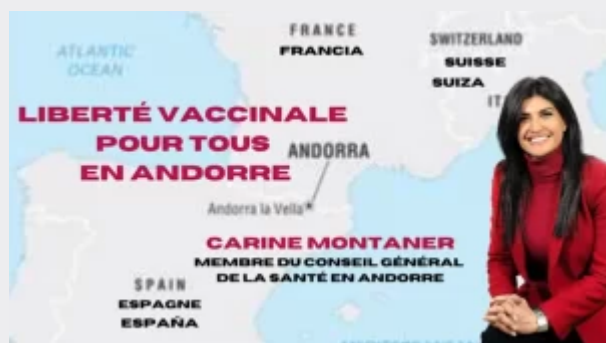 FRANCE
FRANCIA
ATLANTIC
OCEAN
SWITZERLAND
SUISSE
SUIZA
IT
LIBERTÉ VACCINALE
POUR TOUS
EN ANDORRE
ANDORRA
Andorra la Vella
CARINE MONTANER
MEMBRE DU CONSEIL GÉNÉRAL
DE LA SANTÉ EN ANDORRE
SPAIN
ESPAGNE
ESPAÑA